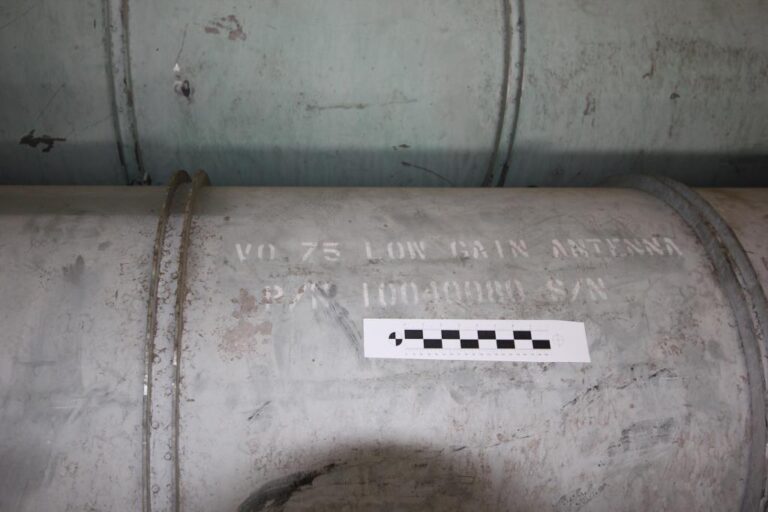 VO 75 LOW GAIN ANTENNA
P/N 10040080 S/N